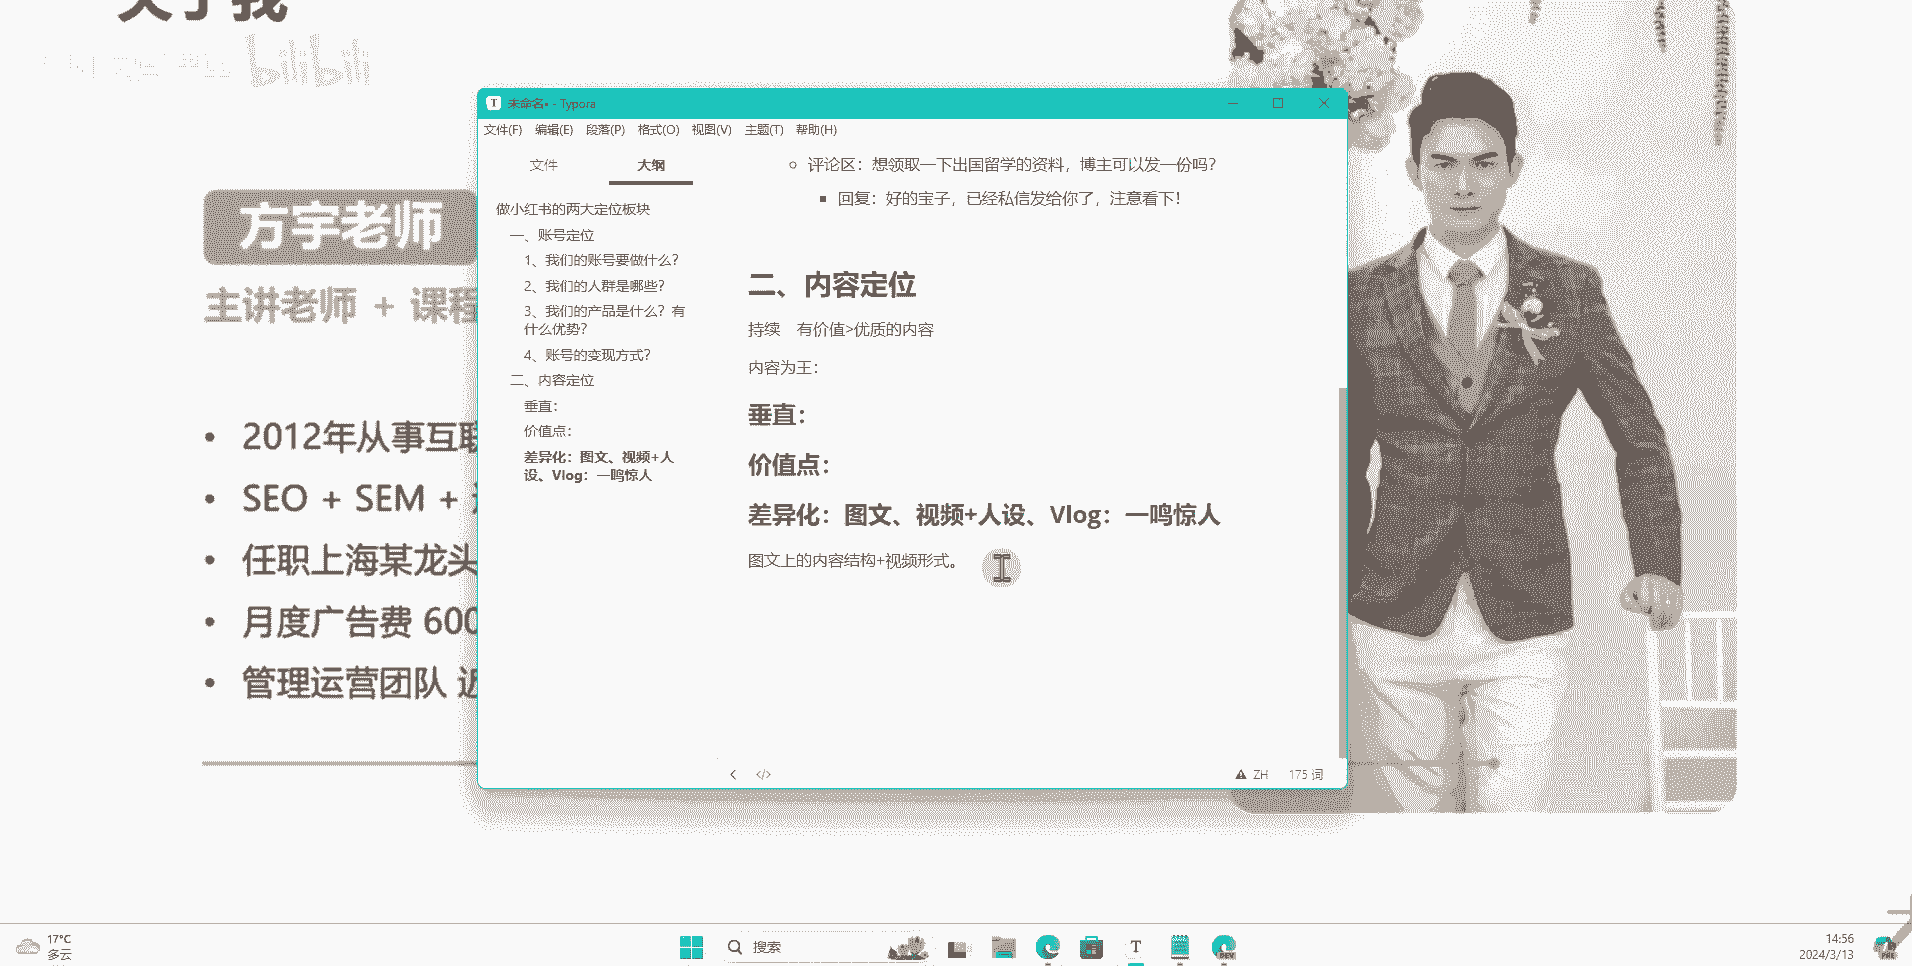 关于我
bilibili
未命名• - Typora
文件(F) 编辑(E) 段落(P) 格式(O) 视图(V) 主题(T) 帮助(H)
文件 大纲
做小红书的两大定位板块
一、账号定位
1、我们的账号要做什么？
2、我们的人群是哪些？
3、我们的产品是什么？有
什么优势？
4、账号的变现方式？
二、内容定位
垂直：
价值点：
差异化：图文、视频+人
设、Vlog：一鸣惊人
评论区：想领取一下出国留学的资料，博主可以发一份吗？
回复：好的宝子，已经私信发给你了，注意看下！
二、内容定位
持续 有价值>优质的内容
内容为王：
垂直：
价值点：
差异化：图文、视频+人设、Vlog：一鸣惊人
图文上的内容结构+视频形式。
ZH 175 词
方宇老师
主讲老师 + 课程
2012年从事互联
SEO + SEM +
任职上海某龙头
月度广告费 600
管理运营团队 近
17°C
多云
搜索
T
DEV
14:56
2024/3/13